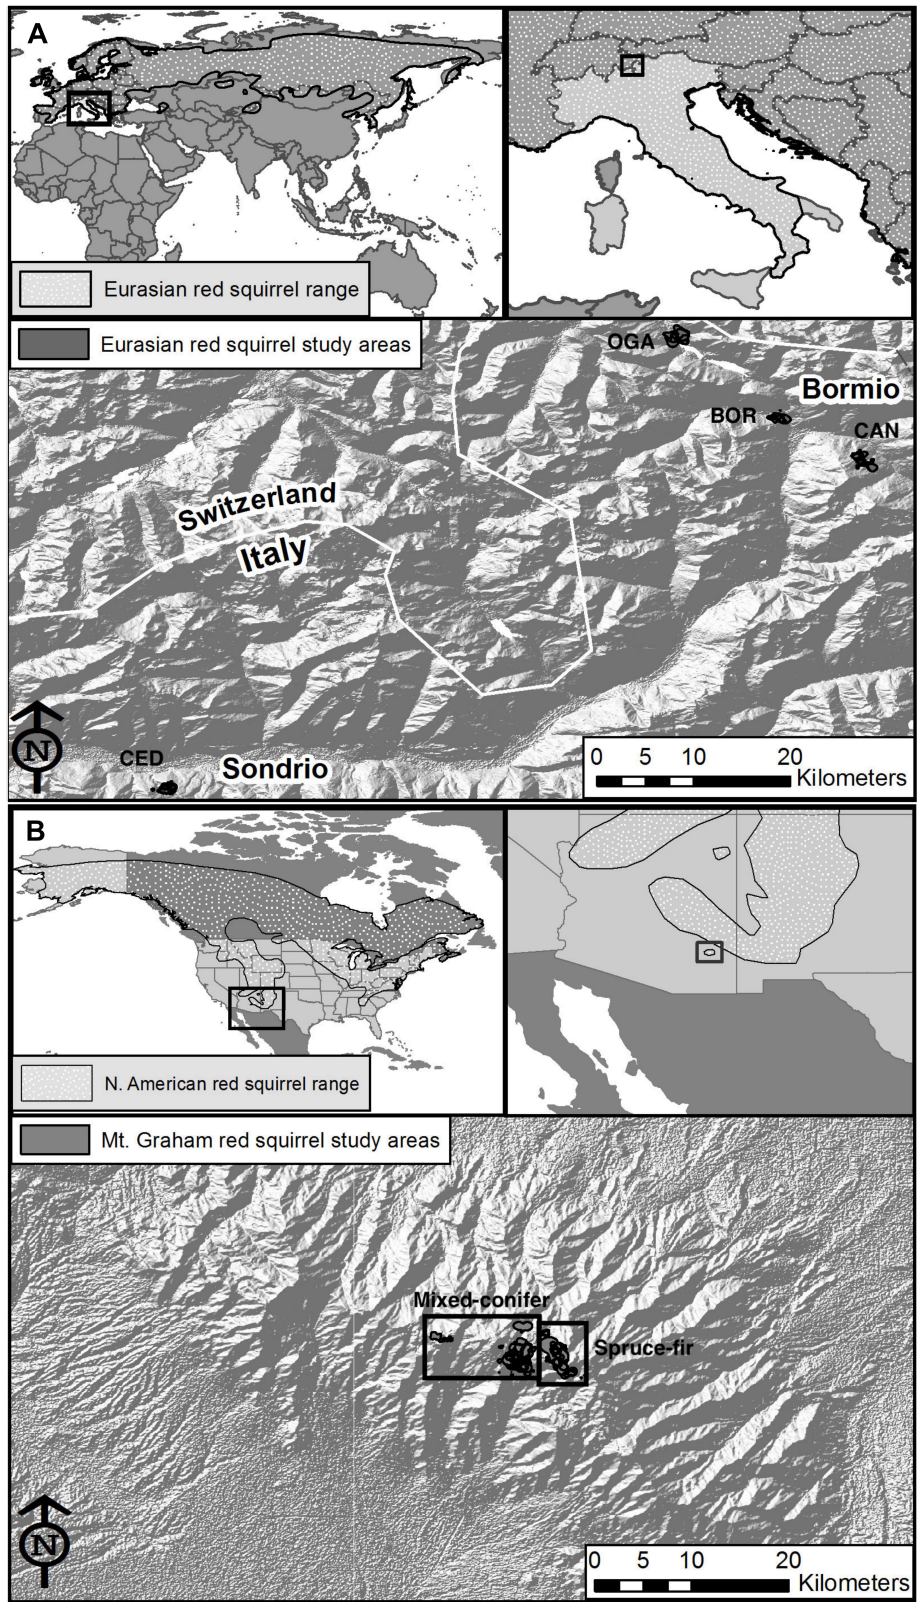 A
Eurasian red squirrel range
Eurasian red squirrel study areas
OGA
Bormio
BOR
CAN
Switzerland
Italy
N
CED
Sondrio
0 5 10 20
Kilometers
B
N. American red squirrel range
Mt. Graham red squirrel study areas
Mixed-conifer
Spruce-fir
N
0 5 10 20
Kilometers